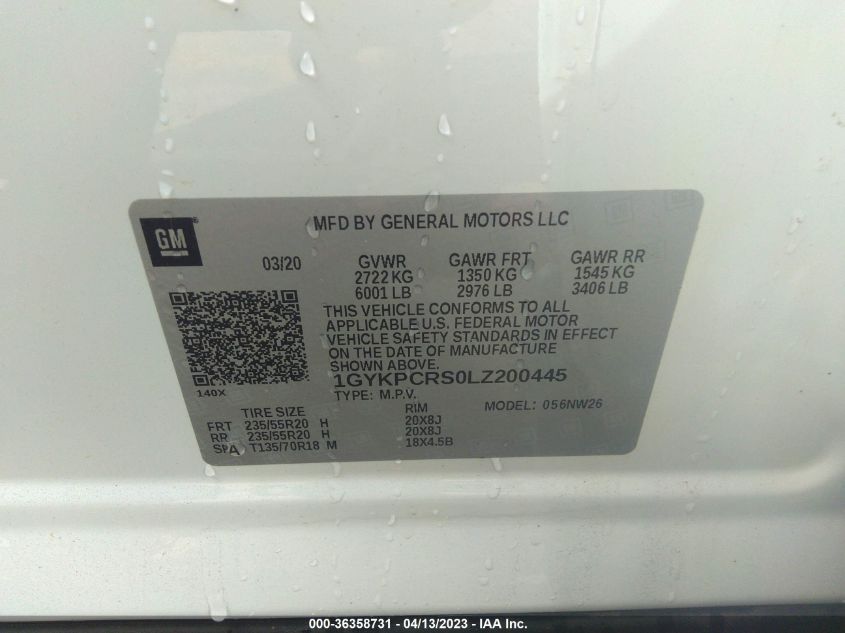 GM
MFD BY GENERAL MOTORS LLC
03/20 GVWR GAWR FRT GAWR RR
2722 KG 1350 KG 1545 KG
6001 LB 2976 LB 3406 LB
THIS VEHICLE CONFORMS TO ALL
APPLICABLE U.S. FEDERAL MOTOR
VEHICLE SAFETY STANDARDS IN EFFECT
ON THE DATE OF MANUFACTURE
SHOWN ABOVE.
1GYKPCRS0LZ200445
140X
TYPE: M.P.V. MODEL: 056NW26
TIRE SIZE RIM
FRT 235/55R20 H 20X8J
RR 235/55R20 H 20X8J
SPA T135/70R18 M 18X4.5B
000-36358731 - 04/13/2023 - IAA Inc.